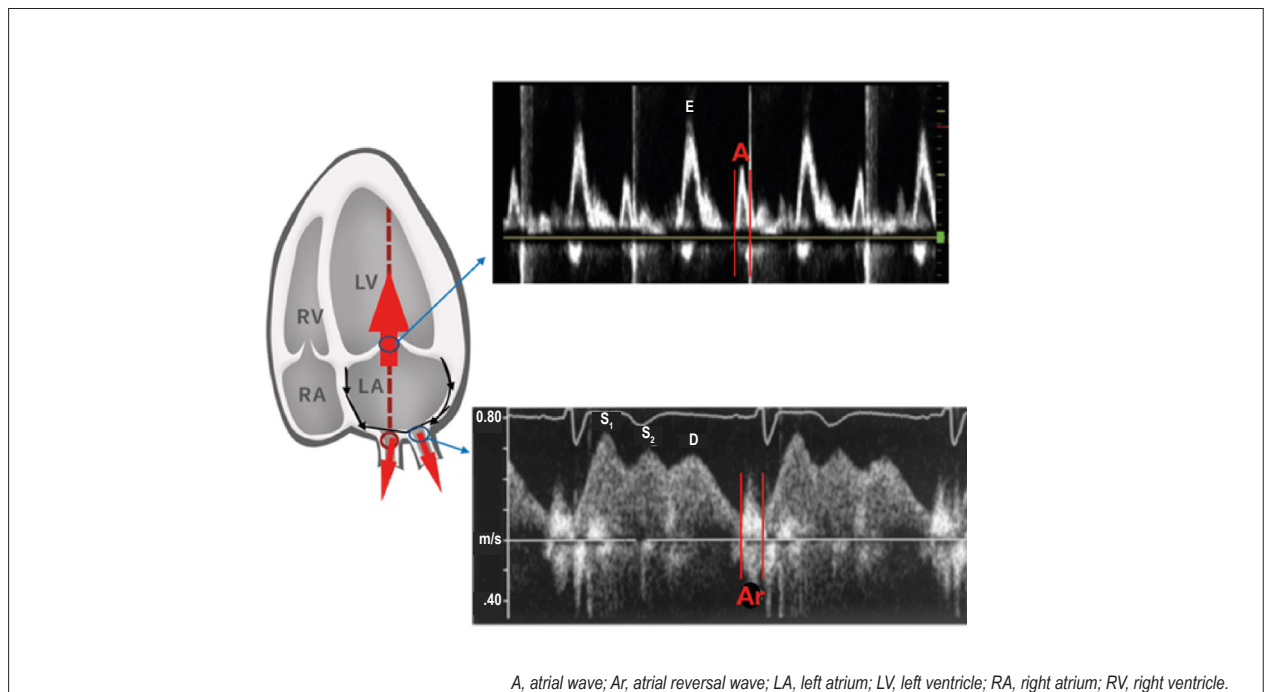 E
A
LV
RV
LA
RA
0.80
S1
S2
D
m/s
.40
Ar
A, atrial wave; Ar, atrial reversal wave; LA, left atrium; LV, left ventricle; RA, right atrium; RV, right ventricle.